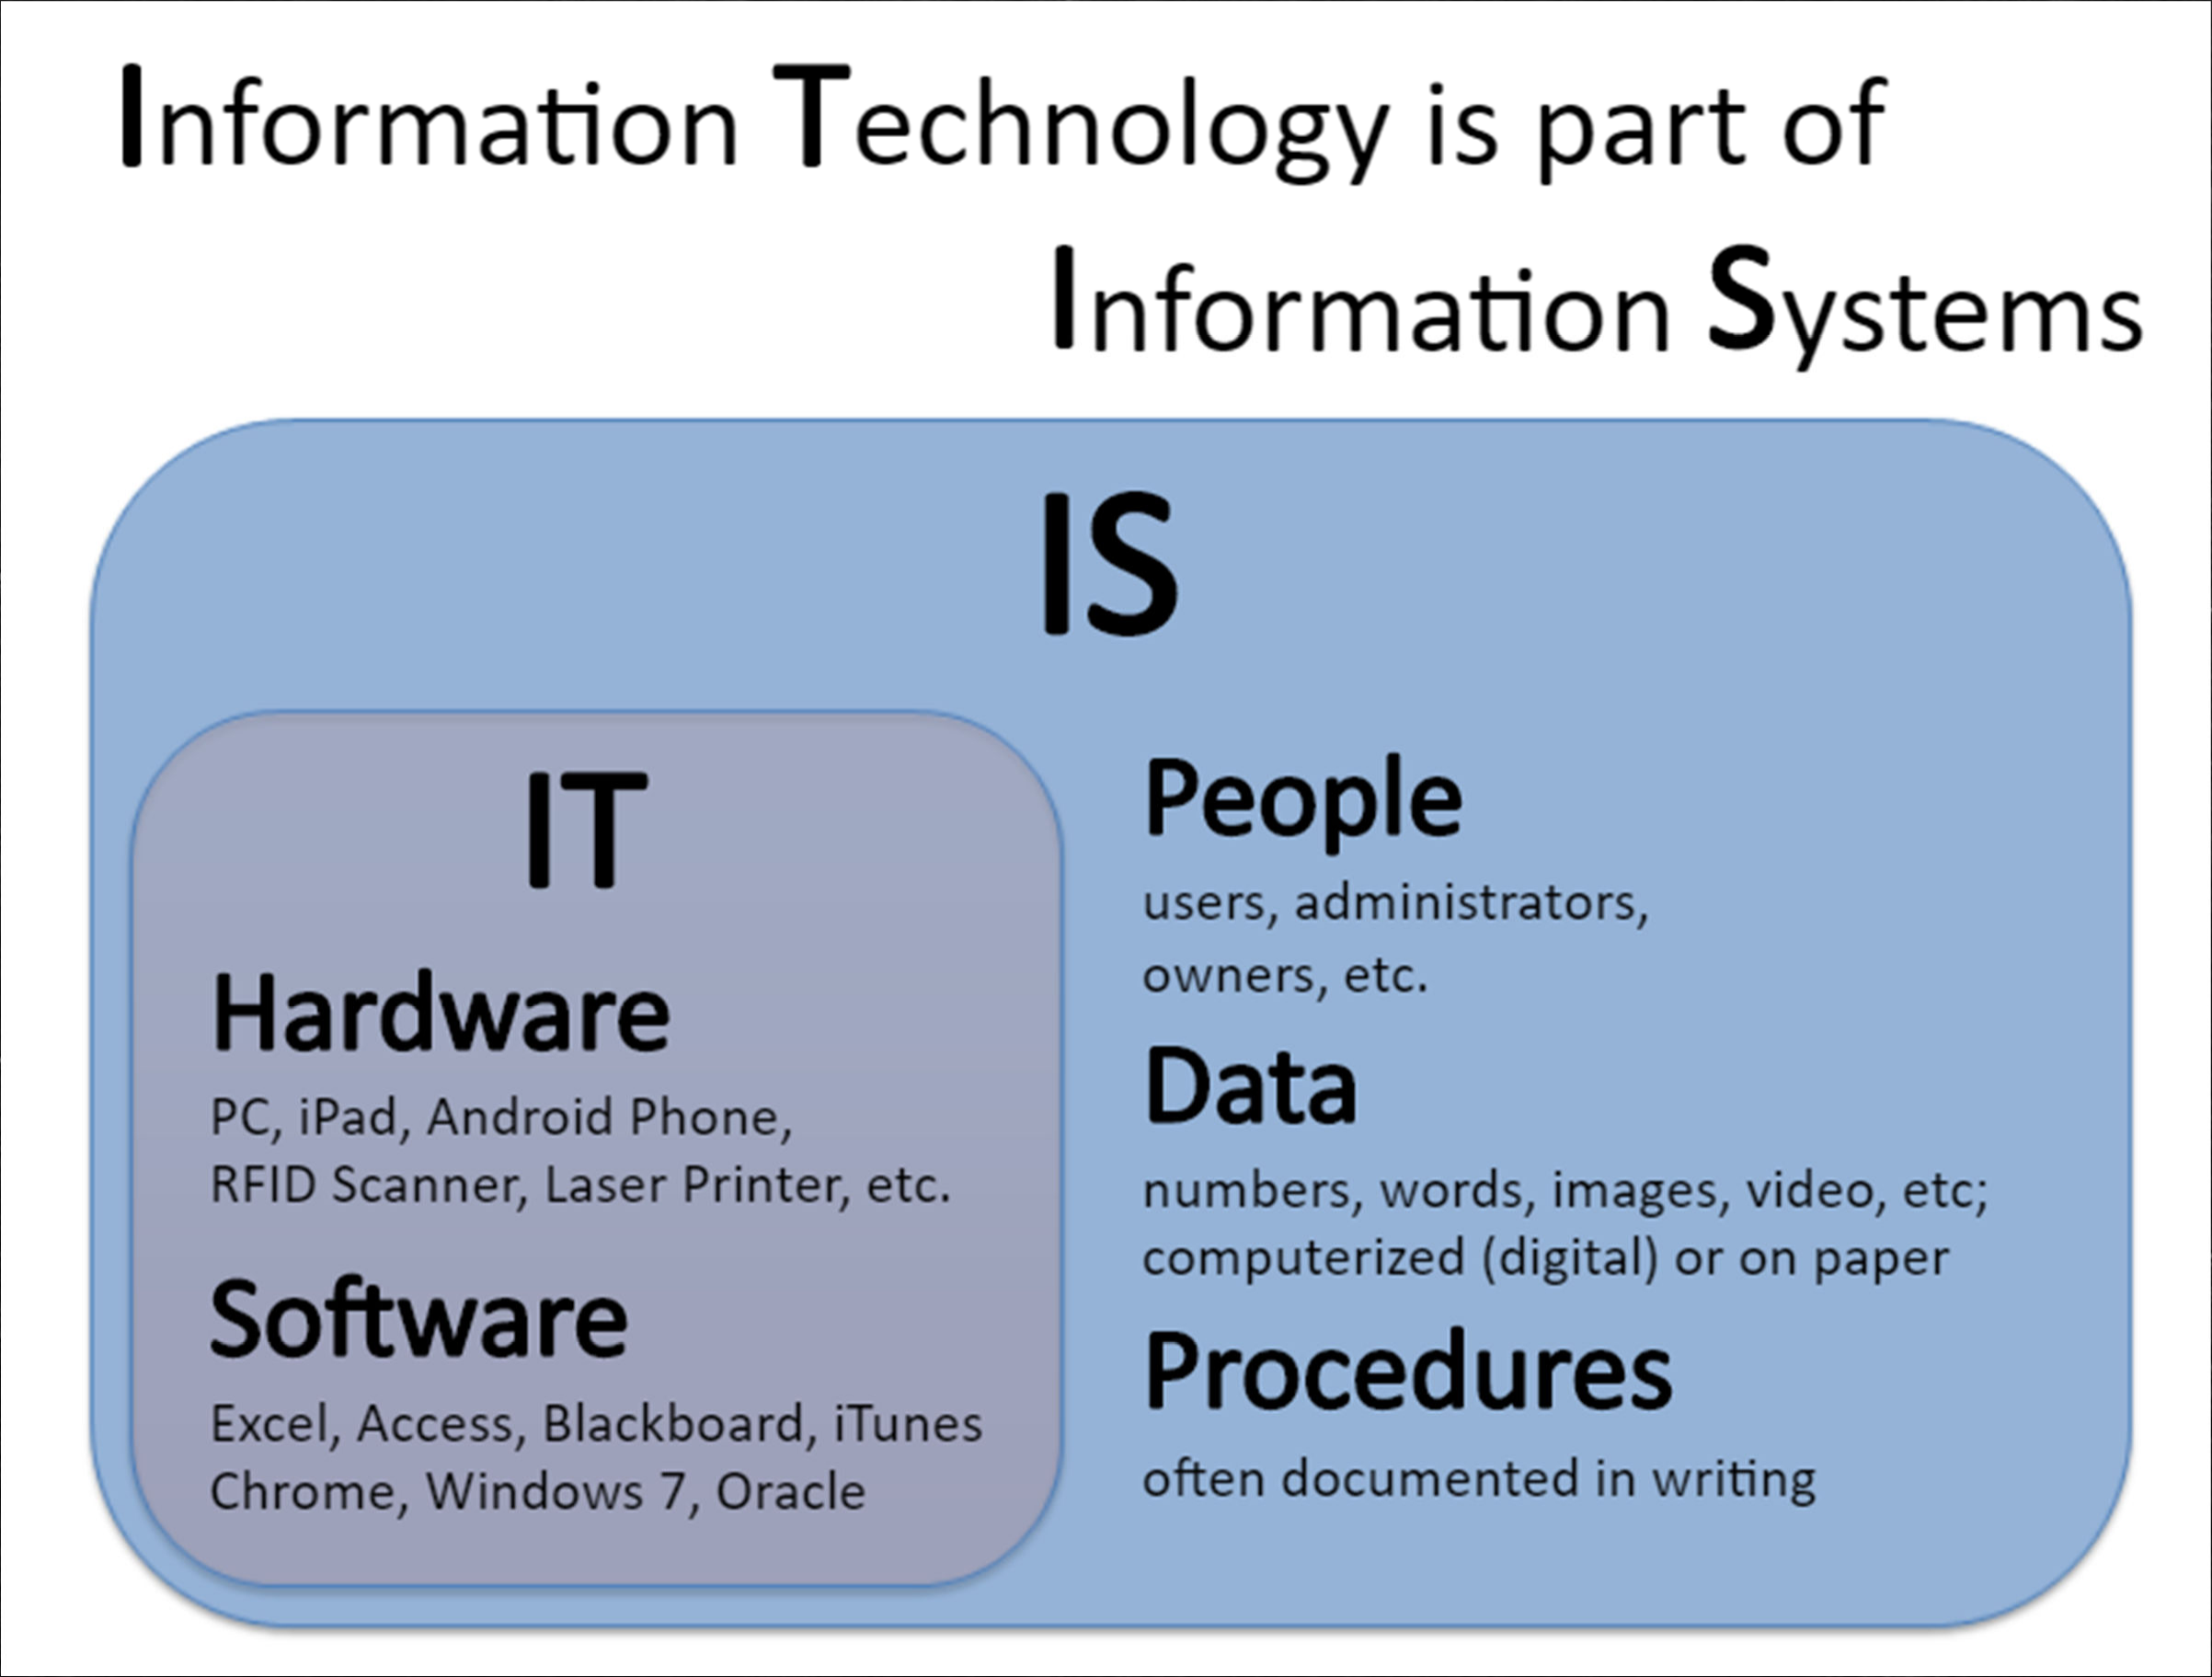 Information Technology is part of
Information Systems
IS
IT
Hardware
PC, iPad, Android Phone,
RFID Scanner, Laser Printer, etc.
Software
Excel, Access, Blackboard, iTunes
Chrome, Windows 7, Oracle
People
users, administrators,
owners, etc.
Data
numbers, words, images, video, etc;
computerized (digital) or on paper
Procedures
often documented in writing